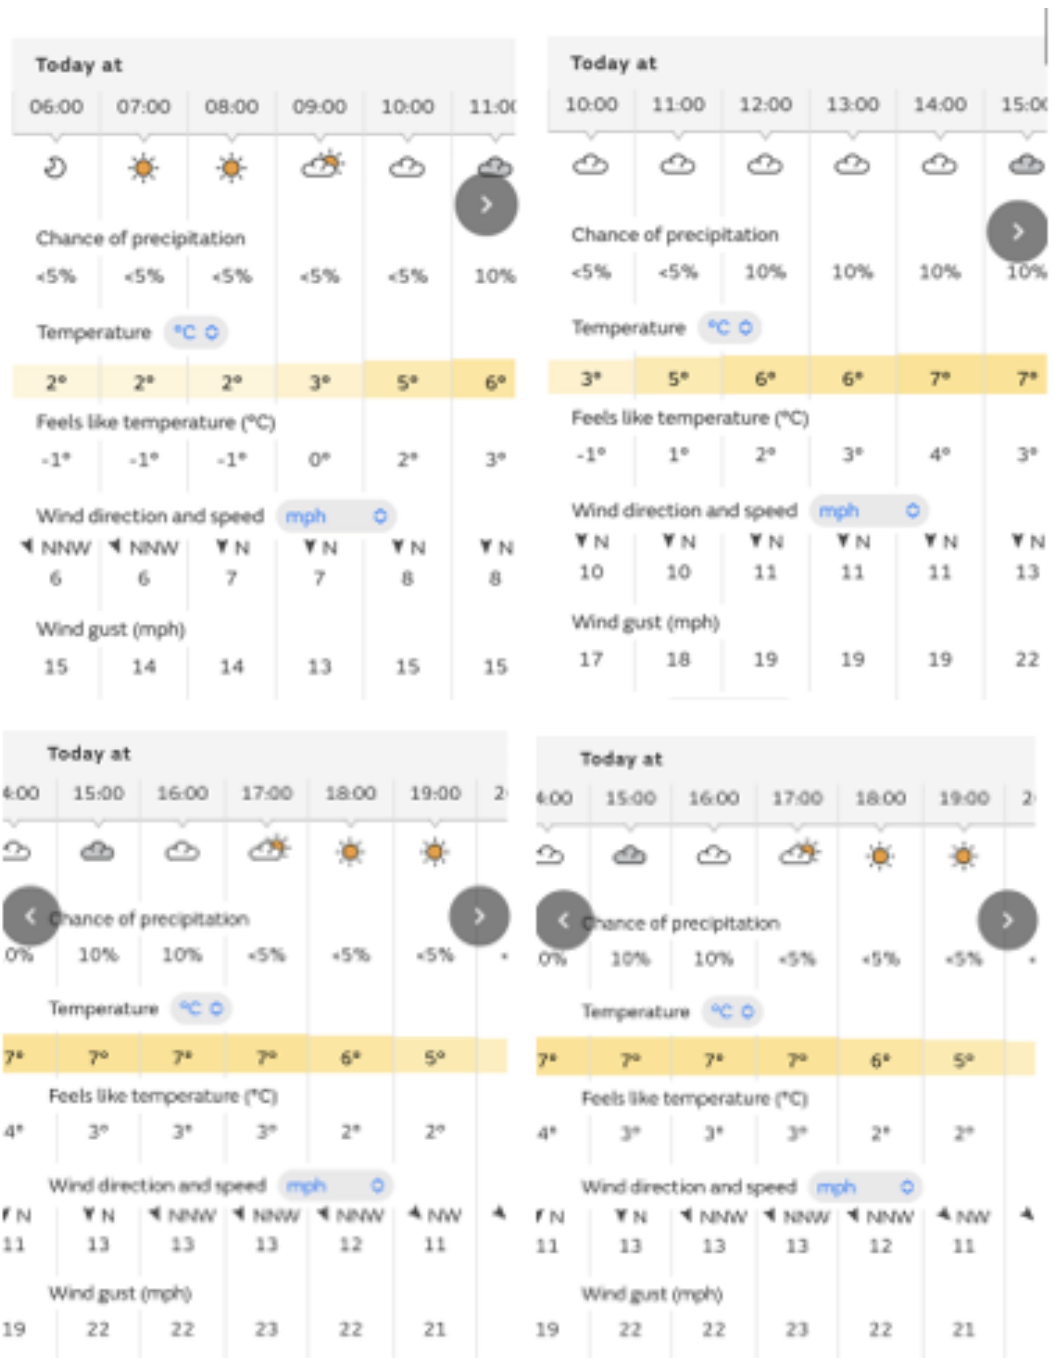 Today at
06:00 07:00 08:00 09:00 10:00 11:00
Chance of precipitation
<5% <5% <5% <5% <5% 10%
Temperature °C
2° 2° 2° 3° 5° 6°
Feels like temperature (°C)
-1° -1° -1° 0° 2° 3°
Wind direction and speed mph
NNW NNW N N N N
6 6 7 7 8 8
Wind gust (mph)
15 14 14 13 15 15
Today at
10:00 11:00 12:00 13:00 14:00 15:00
Chance of precipitation
<5% <5% 10% 10% 10% 10%
Temperature °C
3° 5° 6° 6° 7° 7°
Feels like temperature (°C)
-1° 1° 2° 3° 4° 3°
Wind direction and speed mph
N N N N N N
10 10 11 11 11 13
Wind gust (mph)
17 18 19 19 19 22
Today at
4:00 15:00 16:00 17:00 18:00 19:00 2
Chance of precipitation
0% 10% 10% <5% <5% <5%
Temperature °C
7° 7° 7° 7° 6° 5°
Feels like temperature (°C)
4° 3° 3° 3° 2° 2°
Wind direction and speed mph
N N NNW NNW NNW NW
11 13 13 13 12 11
Wind gust (mph)
19 22 22 23 22 21
Today at
4:00 15:00 16:00 17:00 18:00 19:00 2
Chance of precipitation
0% 10% 10% <5% <5% <5%
Temperature °C
7° 7° 7° 7° 6° 5°
Feels like temperature (°C)
4° 3° 3° 3° 2° 2°
Wind direction and speed mph
N N NNW NNW NNW NW
11 13 13 13 12 11
Wind gust (mph)
19 22 22 23 22 21